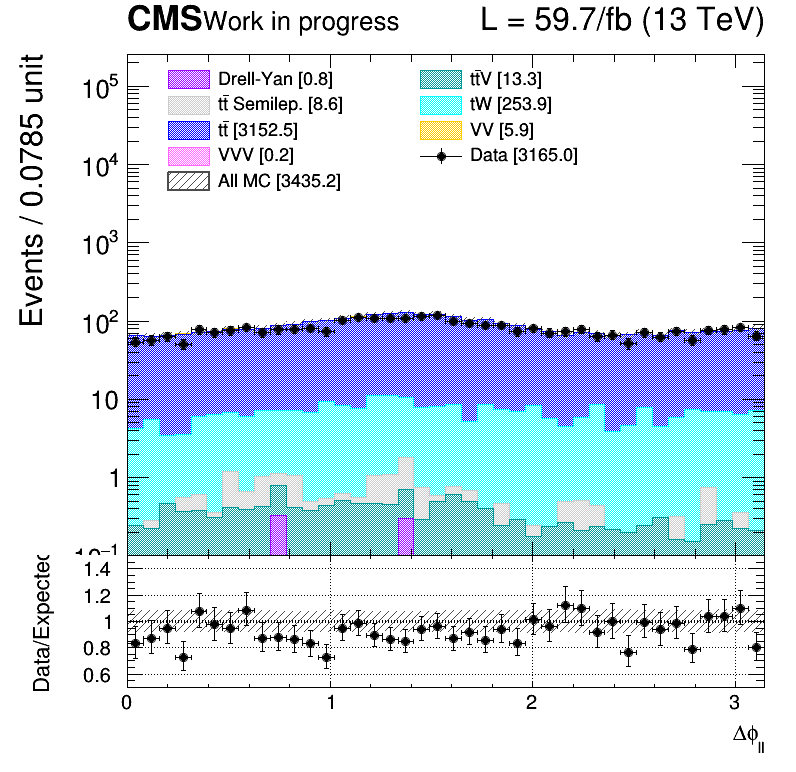 CMS Work in progress L = 59.7/fb (13 TeV)
Events / 0.0785 unit
Drell-Yan [0.8]
tt̄ Semilep. [8.6]
tt̄ [3152.5]
VVV [0.2]
All MC [3435.2]
tt̄V [13.3]
tW [253.9]
VV [5.9]
Data [3165.0]
10⁵
10⁴
10³
10²
10
1
10⁻¹
Data/Expected
1.4
1.2
1
0.8
0.6
0 1 2 3
Δϕ_ll